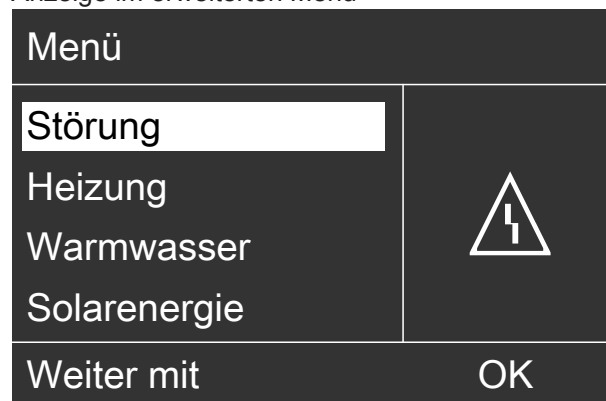 Menü
Störung
Heizung
Warmwasser
Solarenergie
Weiter mit OK